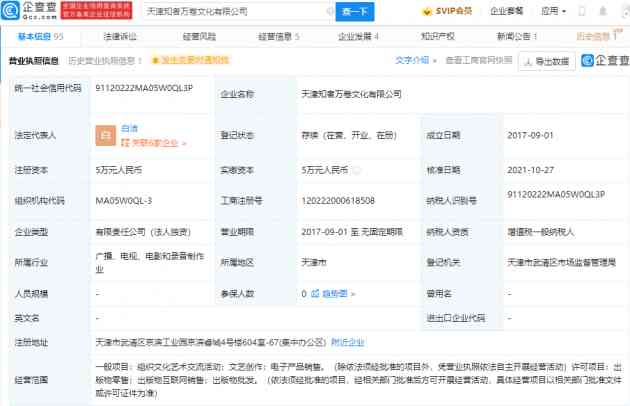 企查查 Qcc.com 全国企业信用查询系统 官方备案企业征信机构 天津知者万卷文化有限公司 查一下 SVIP会员 企业套餐 应用
基本信息 95 法律诉讼 经营风险 经营信息 5 企业发展 4 知识产权 新闻公告 1 历史信息 VIP
营业执照信息 历史营业执照信息 1 发生变更时通知我 文字介绍 查看工商官网快照 导出数据 企查查
统一社会信用代码 91120222MA05W0QL3P 企业名称 天津知者万卷文化有限公司
法定代表人 白 白洁 关联6家企业 > 登记状态 存续（在营、开业、在册） 成立日期 2017-09-01
注册资本 5万元人民币 实缴资本 5万元人民币 核准日期 2021-10-27
组织机构代码 MA05W0QL-3 工商注册号 120222000618508 纳税人识别号 91120222MA05W0QL3P
企业类型 有限责任公司（法人独资） 营业期限 2017-09-01 至 无固定期限 纳税人资质 增值税一般纳税人
所属行业 广播、电视、电影和录音制作业 所属地区 天津市 登记机关 天津市武清区市场监督管理局
人员规模 - 参保人数 0 趋势图 > 曾用名 -
英文名 - 进出口企业代码 -
注册地址 天津市武清区京滨工业园京滨睿城4号楼604室-67(集中办公区) 附近企业
经营范围 一般项目：组织文化艺术交流活动；文艺创作；电子产品销售。（除依法须经批准的项目外，凭营业执照依法自主开展经营活动）许可项目：出
版物零售；出版物互联网销售；出版物批发。（依法须经批准的项目，经相关部门批准后方可开展经营活动，具体经营项目以相关部门批准文件
或许可证件为准）